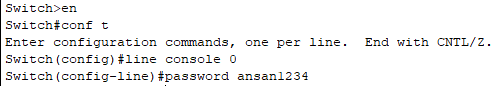 Switch>en
Switch#conf t
Enter configuration commands, one per line.  End with CNTL/Z.
Switch(config)#line console 0
Switch(config-line)#password ansan1234